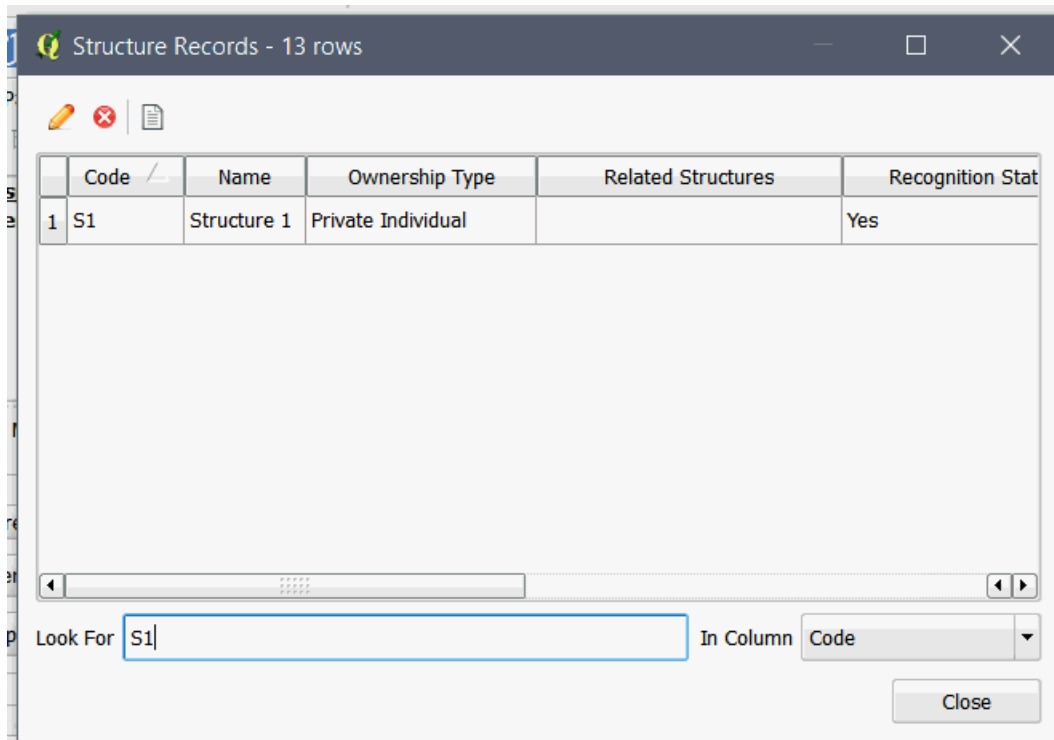 Structure Records - 13 rows
Code Name Ownership Type Related Structures Recognition Stat
1 S1 Structure 1 Private Individual Yes
Look For S1 In Column Code
Close